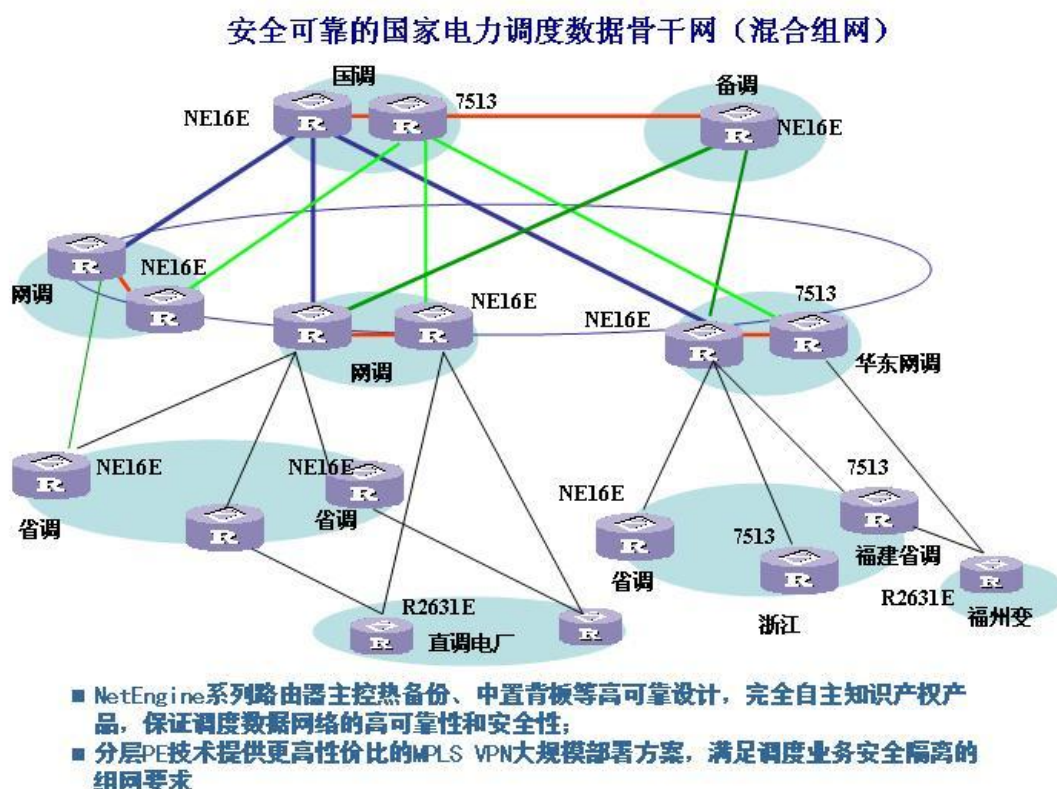 安全可靠的国家电力调度数据骨干网（混合组网）
国调
7513
备调
NE16E
NE16E
R
R
R
R
NE16E
网调
R
NE16E
7513
NE16E
R
R
R
R
网调
华东网调
NE16E
NE16E
7513
R
R
NE16E
R
省调
省调
R
R
7513
福建省调
省调
R
R
R2631E
R2631E
浙江
福州变
R
直调电厂
R
■ NetEngine系列路由器主控热备份、中置背板等高可靠设计，完全自主知识产权产
品，保证调度数据网络的高可靠性和安全性；
■ 分层PE技术提供更高性价比的MPLS VPN大规模部署方案，满足调度业务安全隔离的
组网要求